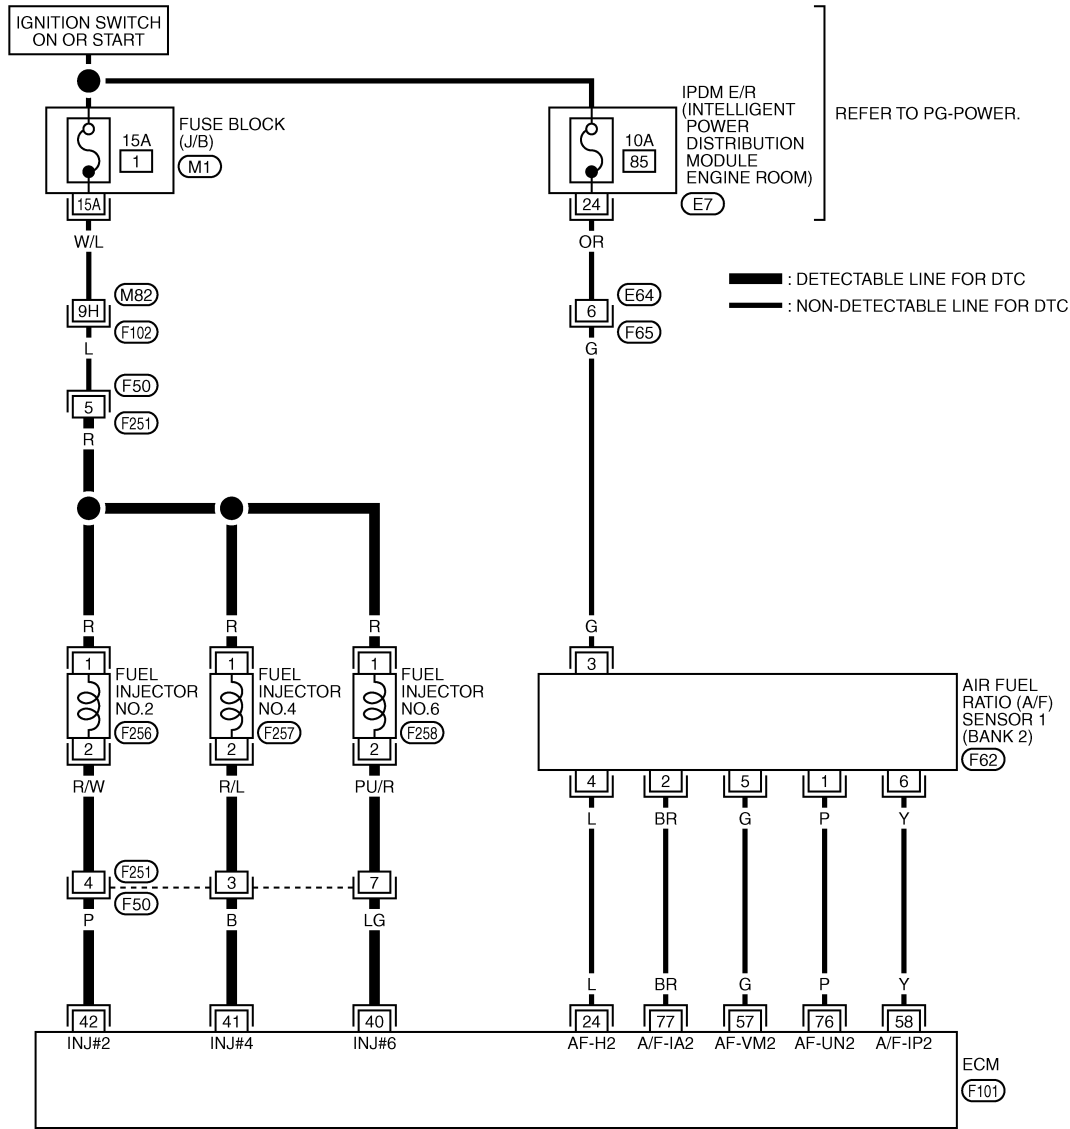 IGNITION SWITCH
ON OR START
15A
1
FUSE BLOCK
(J/B)
M1
10A
85
IPDM E/R
(INTELLIGENT
POWER
DISTRIBUTION
MODULE
ENGINE ROOM)
E7
REFER TO PG-POWER.
15A
24
W/L
OR
: DETECTABLE LINE FOR DTC
: NON-DETECTABLE LINE FOR DTC
9H
M82
F102
6
E64
F65
L
G
5
F50
F251
R
R
R
R
G
1
1
1
3
FUEL
INJECTOR
NO.2
F256
FUEL
INJECTOR
NO.4
F257
FUEL
INJECTOR
NO.6
F258
AIR FUEL
RATIO (A/F)
SENSOR 1
(BANK 2)
F62
2
2
2
4
2
5
1
6
R/W
R/L
PU/R
L
BR
G
P
Y
4
F251
F50
3
7
P
B
LG
L
BR
G
P
Y
42
41
40
24
77
57
76
58
INJ#2
INJ#4
INJ#6
AF-H2
A/F-IA2
AF-VM2
AF-UN2
A/F-IP2
ECM
F101